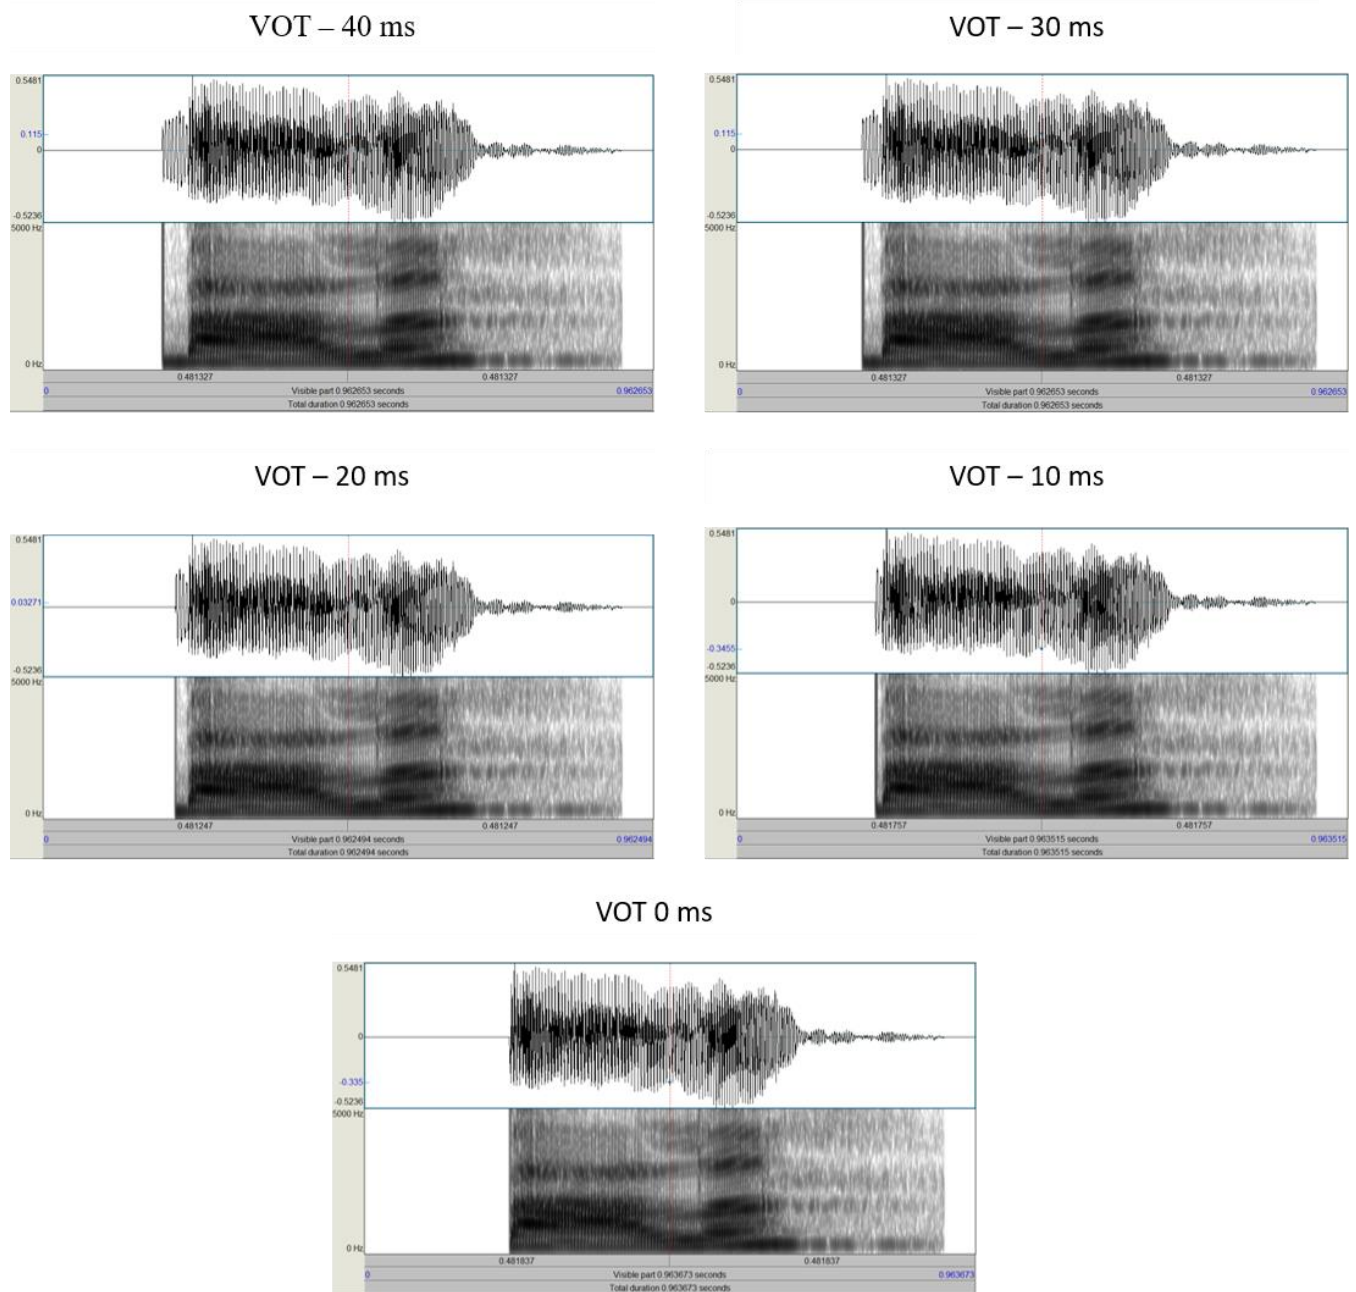 VOT – 40 ms
0.5481
0.115
0
-0.5236
5000 Hz
0 Hz
0.481327 0.481327
0 Visible part 0.962653 seconds 0.962653
Total duration 0.962653 seconds
VOT – 30 ms
0.5481
0.115
0
-0.5236
5000 Hz
0 Hz
0.481327 0.481327
0 Visible part 0.962653 seconds 0.962653
Total duration 0.962653 seconds
VOT – 20 ms
0.5481
0.03271
-0.5236
5000 Hz
0 Hz
0.481247 0.481247
0 Visible part 0.962494 seconds 0.962494
Total duration 0.962494 seconds
VOT – 10 ms
0.5481
0
-0.3455
-0.5236
5000 Hz
0 Hz
0.481757 0.481757
0 Visible part 0.963515 seconds 0.963515
Total duration 0.963515 seconds
VOT 0 ms
0.5481
0
-0.335
-0.5236
5000 Hz
0 Hz
0.481837 0.481837
0 Visible part 0.963673 seconds 0.963673
Total duration 0.963673 seconds